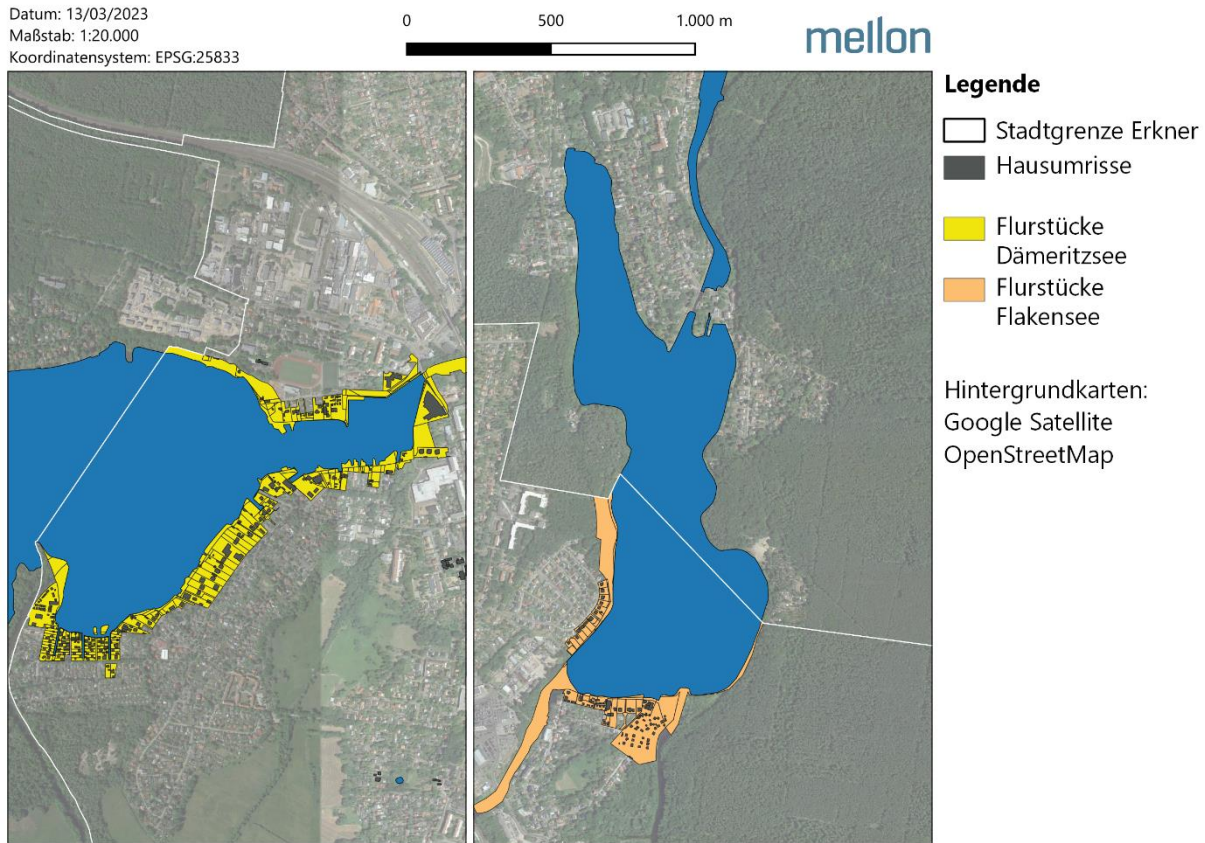 Datum: 13/03/2023
Maßstab: 1:20.000
Koordinatensystem: EPSG:25833
0 500 1.000 m
mellon
Legende
Stadtgrenze Erkner
Hausumrisse
Flurstücke
Dämeritzsee
Flurstücke
Flakensee
Hintergrundkarten:
Google Satellite
OpenStreetMap